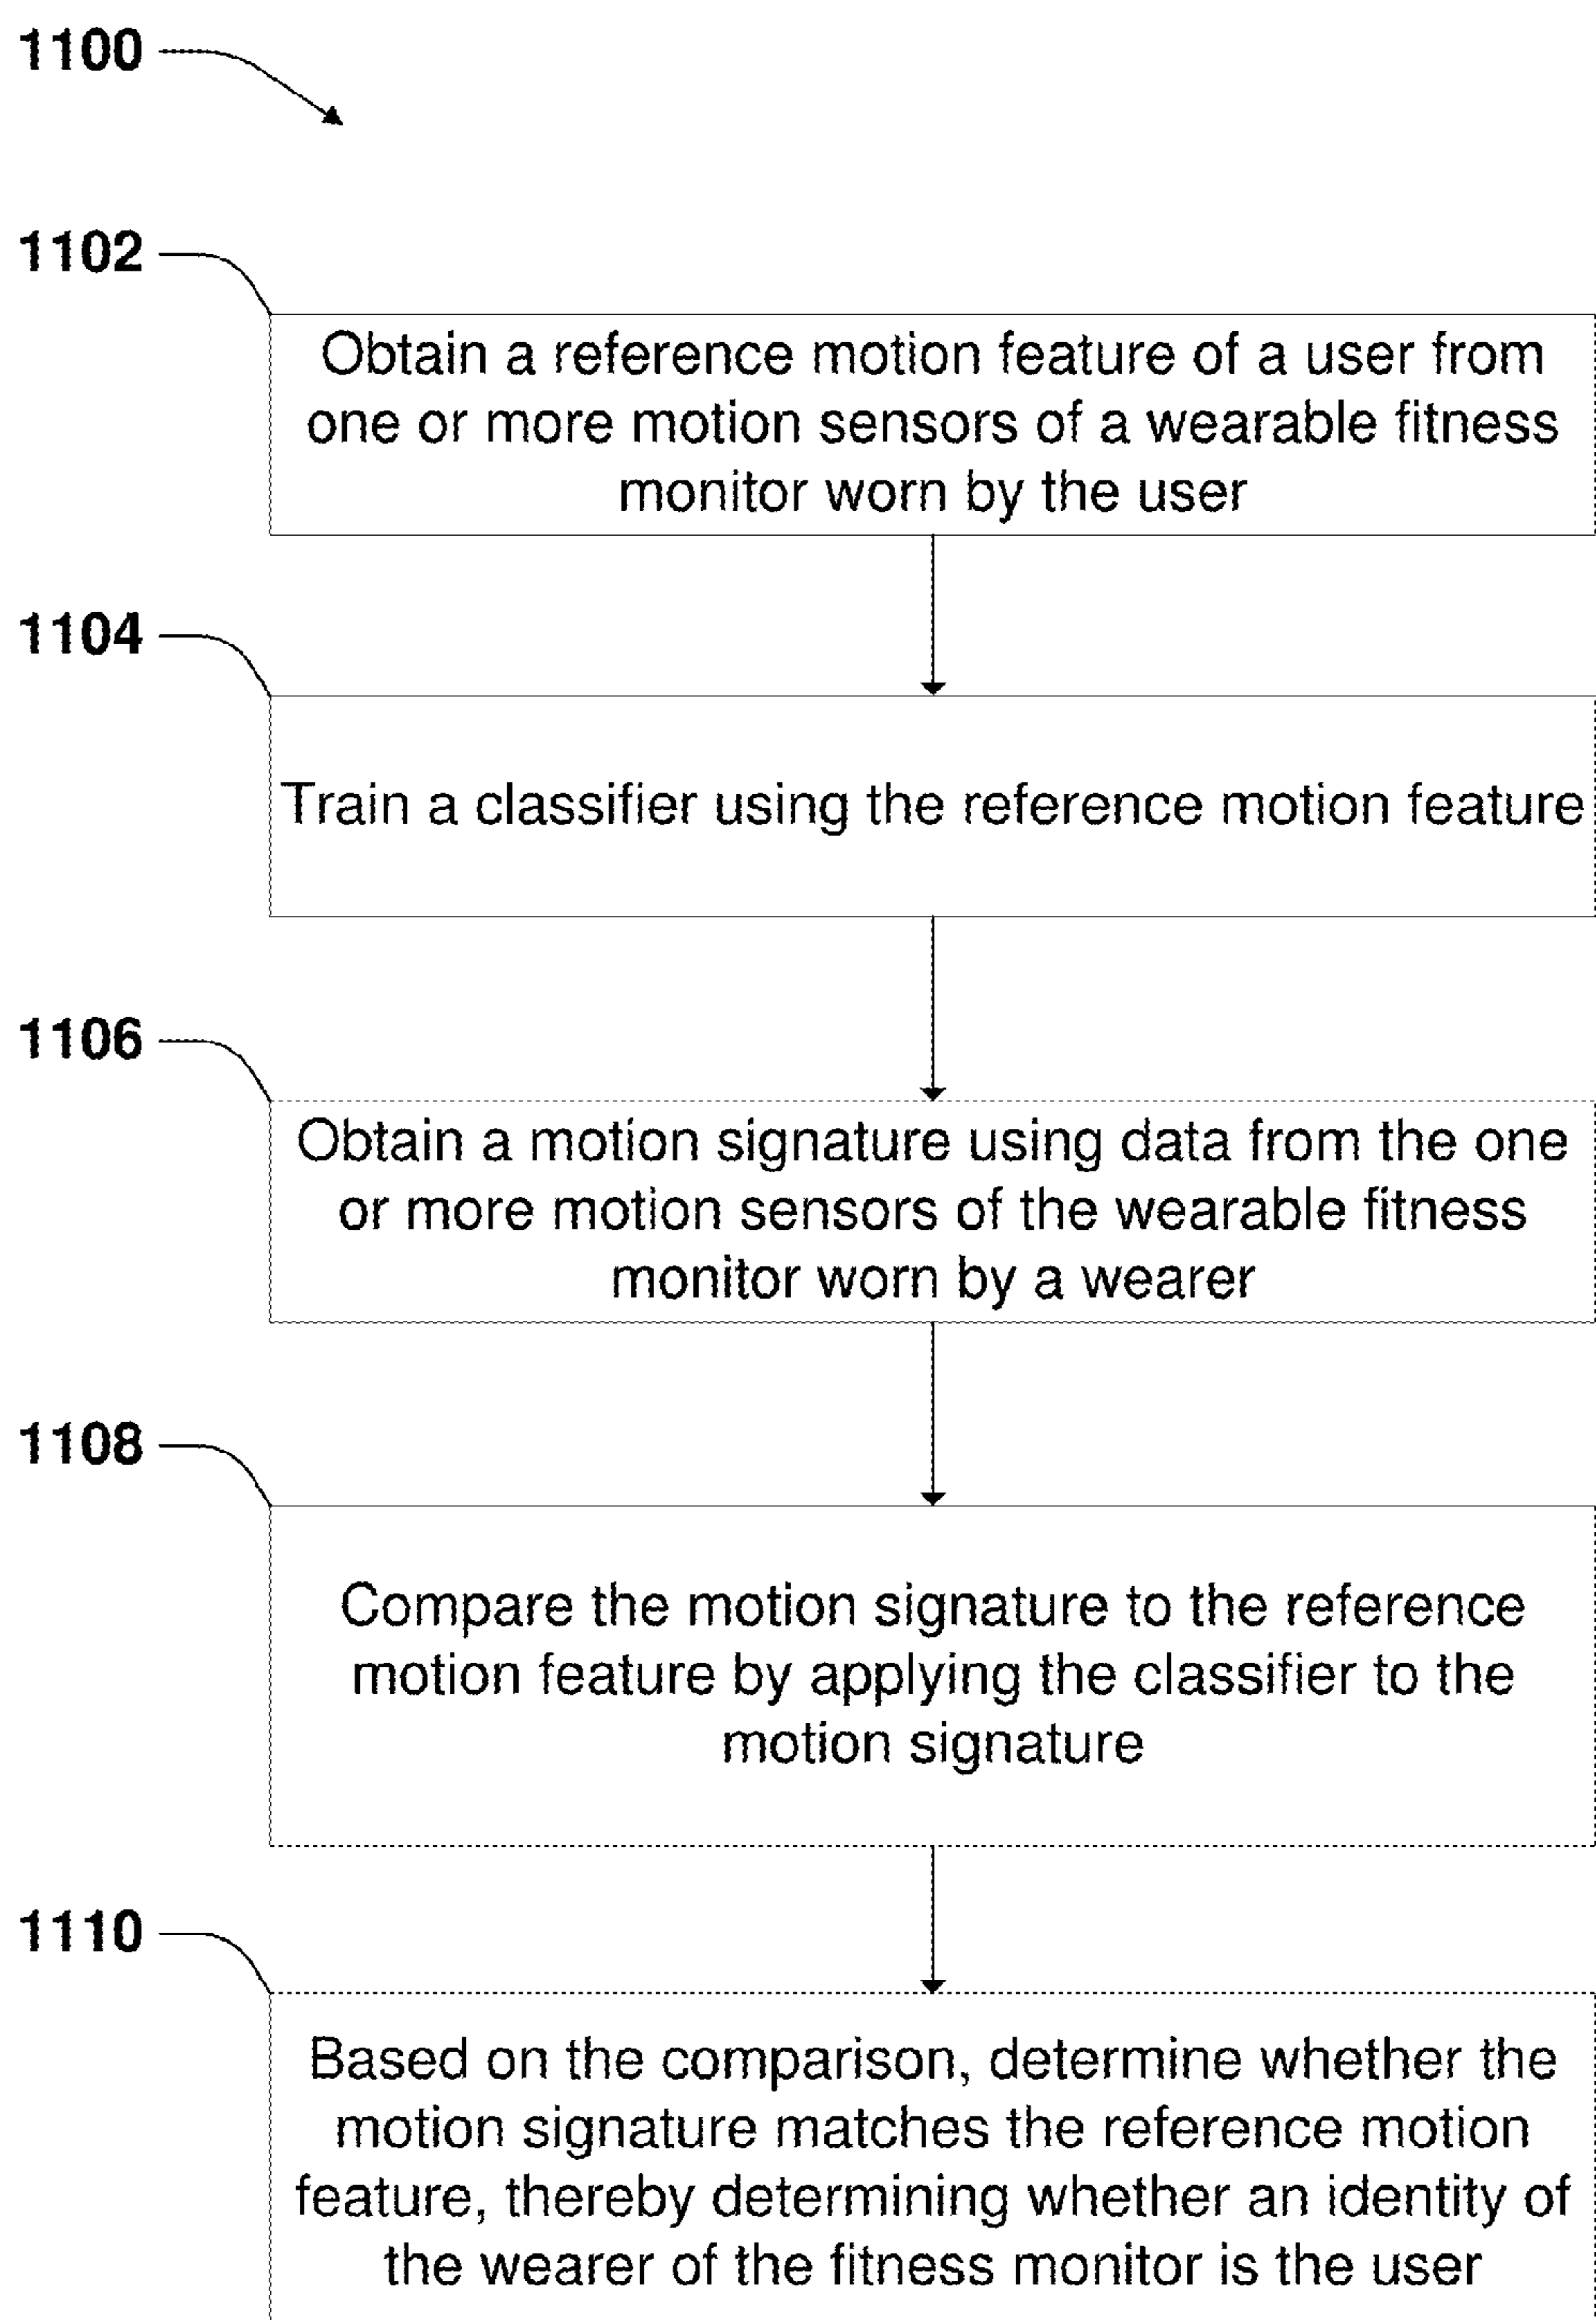 1100
1102
Obtain a reference motion feature of a user from
one or more motion sensors of a wearable fitness
monitor worn by the user
1104
Train a classifier using the reference motion feature
1106
Obtain a motion signature using data from the one
or more motion sensors of the wearable fitness
monitor worn by a wearer
1108
Compare the motion signature to the reference
motion feature by applying the classifier to the
motion signature
1110
Based on the comparison, determine whether the
motion signature matches the reference motion
feature, thereby determining whether an identity of
the wearer of the fitness monitor is the user